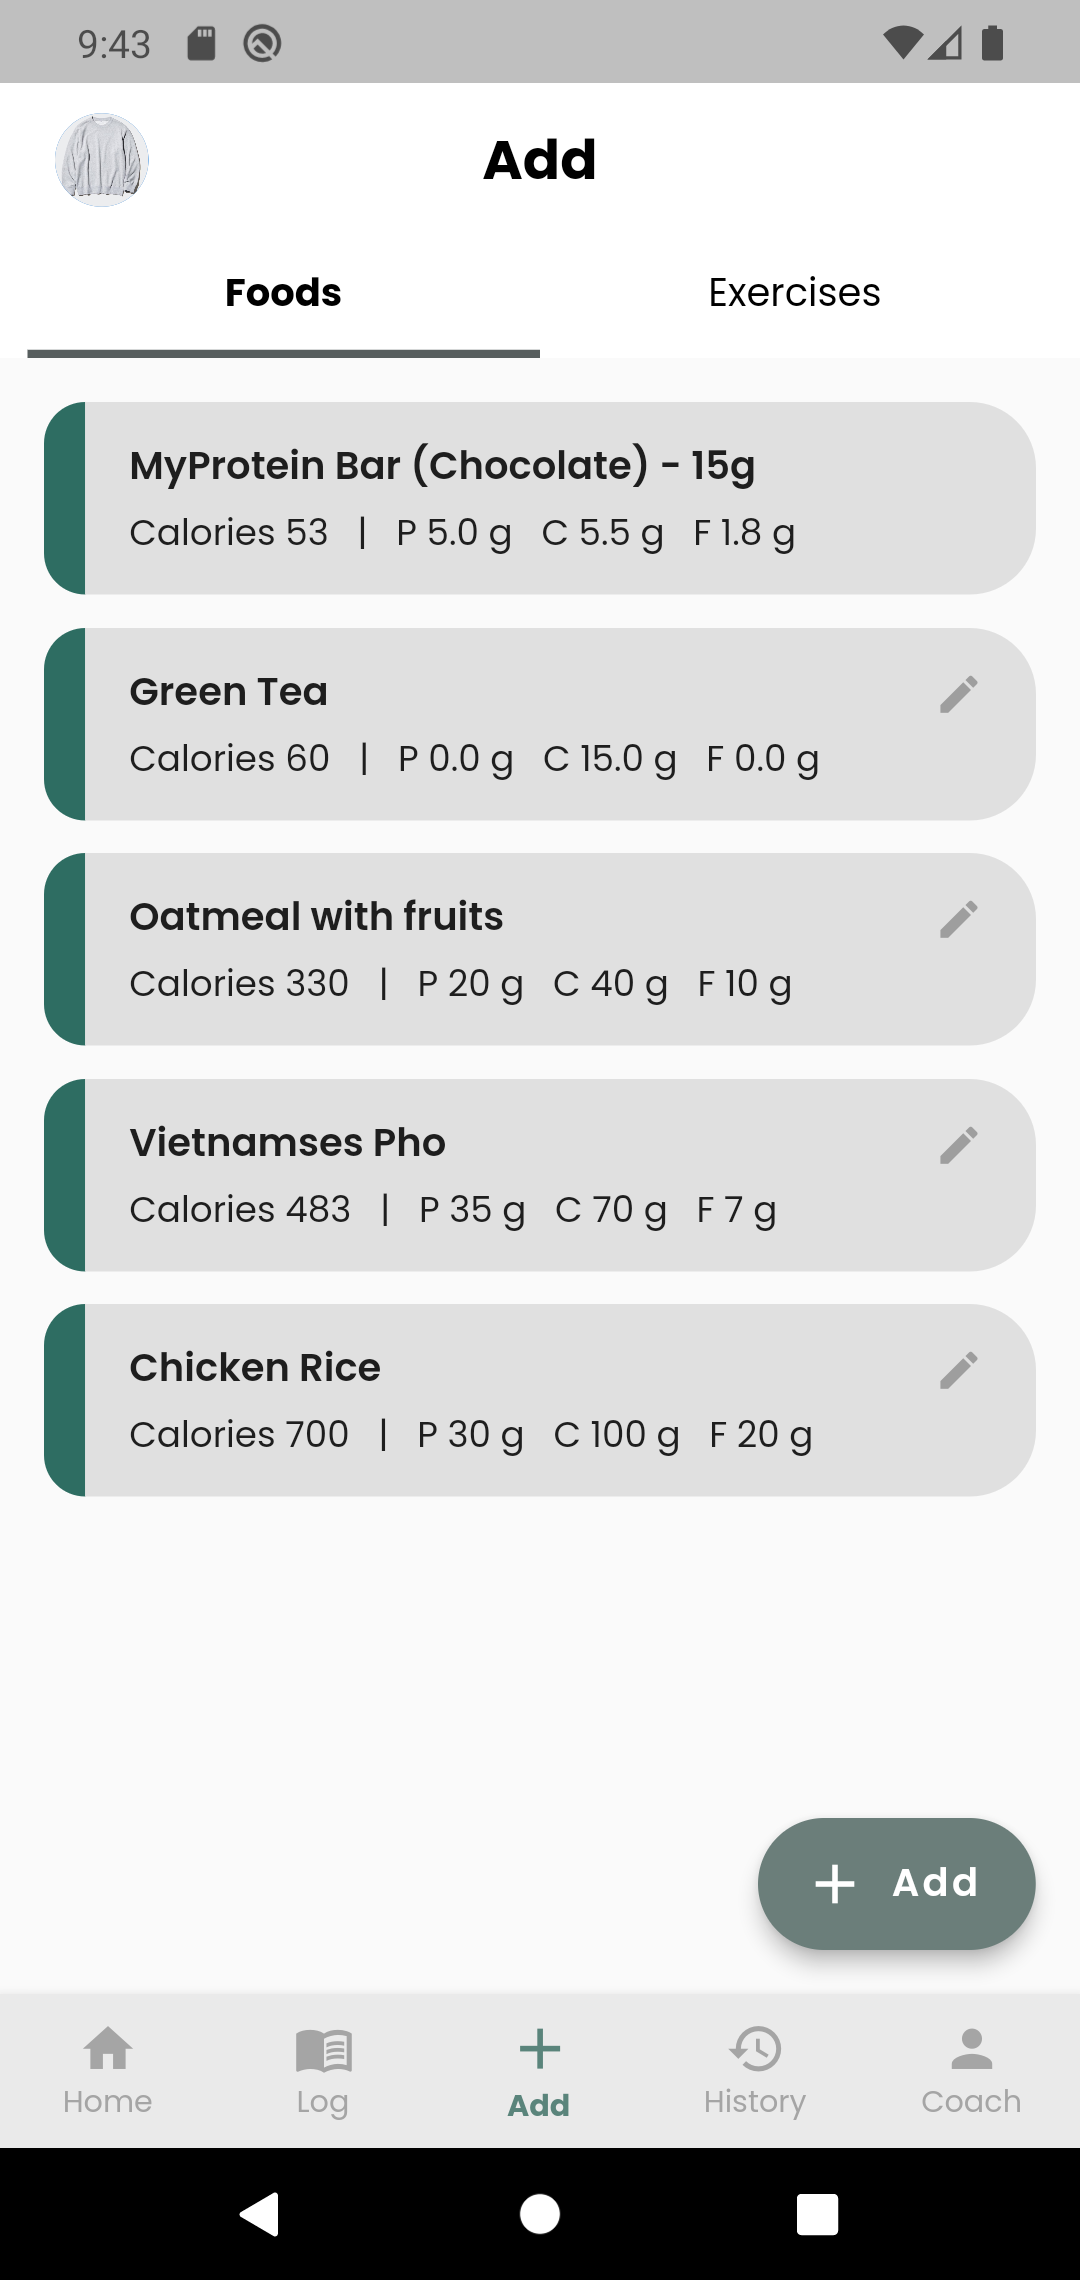 9:43
Add
Foods Exercises
MyProtein Bar (Chocolate) - 15g
Calories 53 | P 5.0 g C 5.5 g F 1.8 g
Green Tea
Calories 60 | P 0.0 g C 15.0 g F 0.0 g
Oatmeal with fruits
Calories 330 | P 20 g C 40 g F 10 g
Vietnamses Pho
Calories 483 | P 35 g C 70 g F 7 g
Chicken Rice
Calories 700 | P 30 g C 100 g F 20 g
Add
Home Log Add History Coach